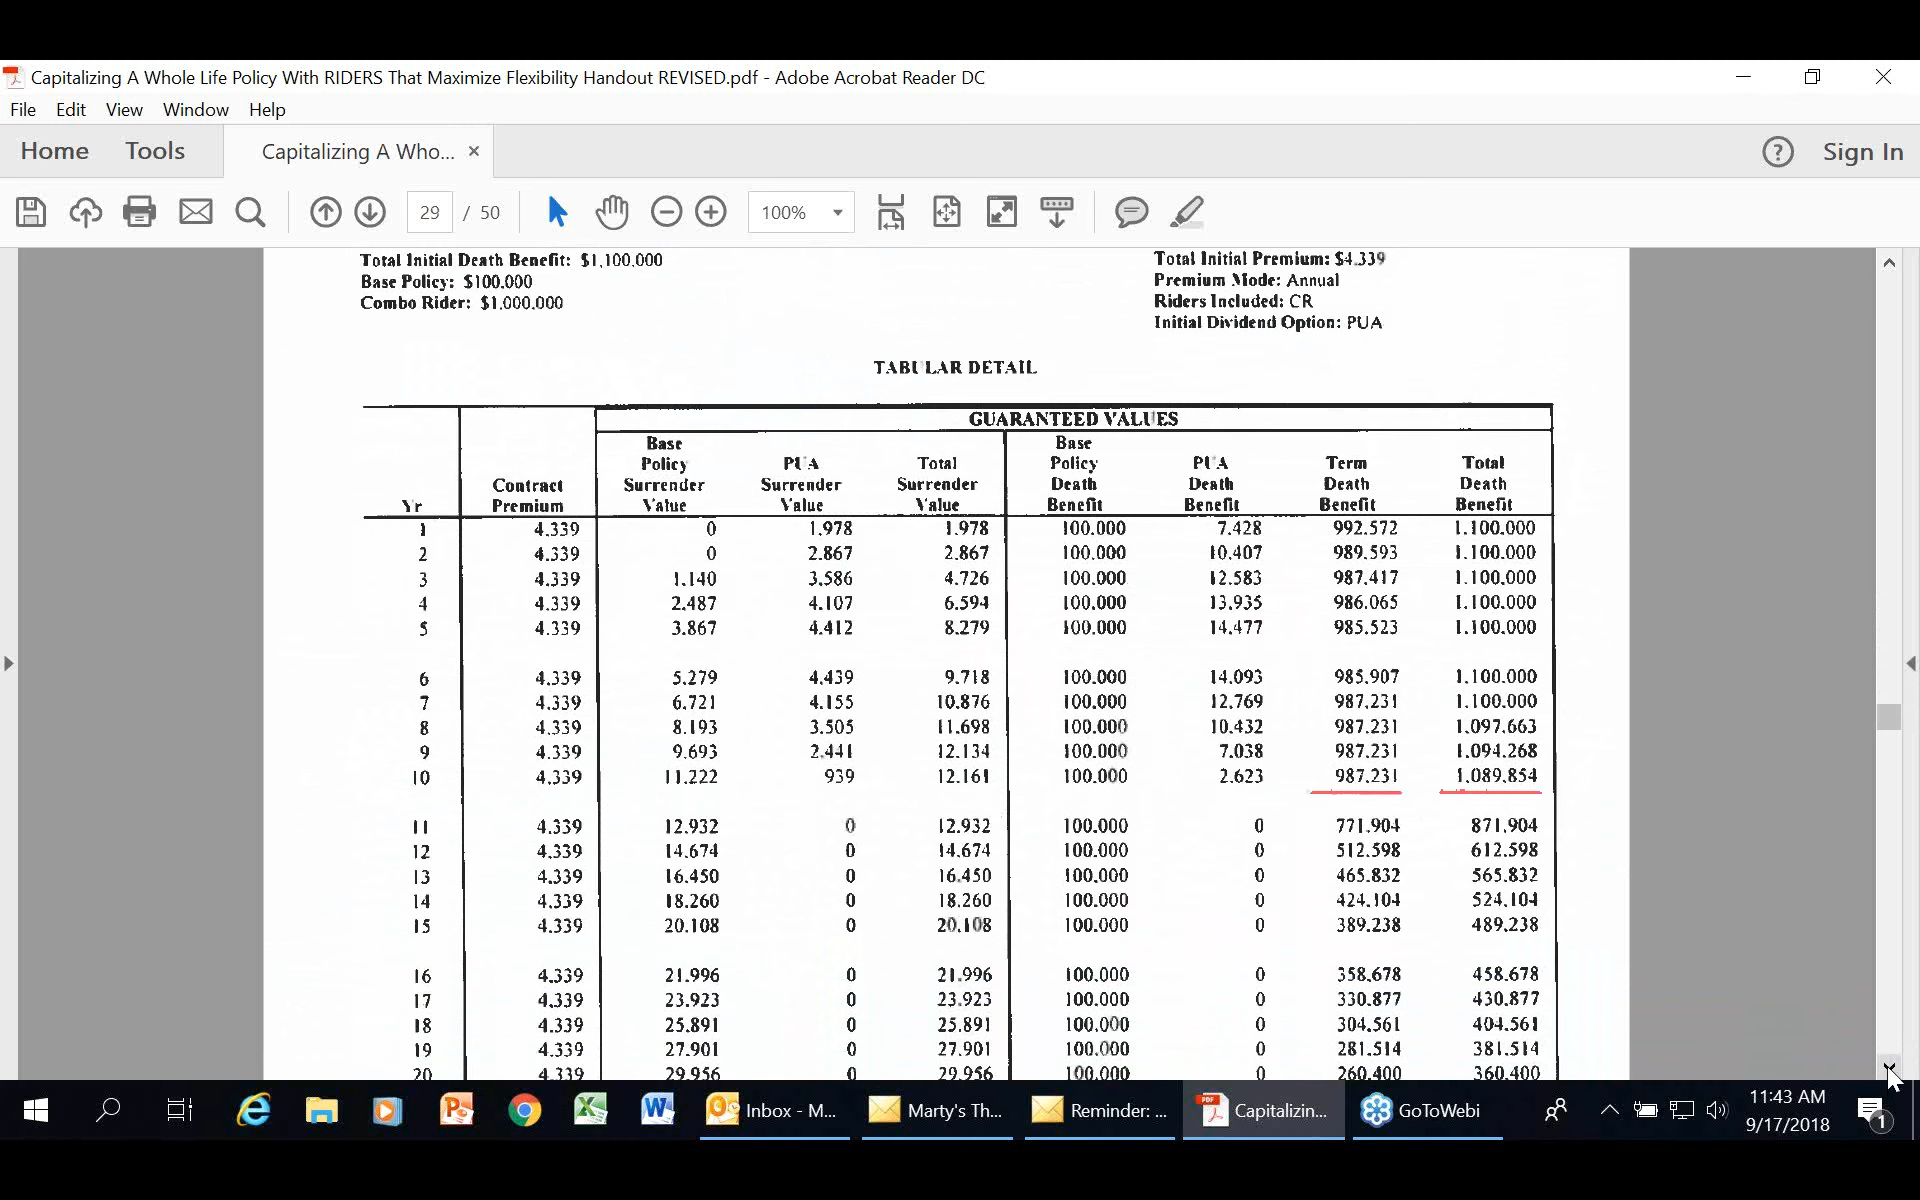 Capitalizing A Whole Life Policy With RIDERS That Maximize Flexibility Handout REVISED.pdf - Adobe Acrobat Reader DC
File Edit View Window Help
Home Tools Capitalizing A Who... × ? Sign In
29 / 50 100%
Total Initial Death Benefit: $1,100,000 Total Initial Premium: $4.339
Base Policy: $100.000 Premium Mode: Annual
Combo Rider: $1,000.000 Riders Included: CR
Initial Dividend Option: PUA
TABULAR DETAIL
GUARANTEED VALUES
Base Base
Policy PUA Total Policy PUA Term Total
Contract Surrender Surrender Surrender Death Death Death Death
Yr Premium Value Value Value Benefit Benefit Benefit Benefit
1 4.339 0 1.978 1.978 100.000 7.428 992.572 1.100.000
2 4.339 0 2.867 2.867 100.000 10.407 989.593 1.100.000
3 4.339 1.140 3.586 4.726 100.000 12.583 987.417 1.100.000
4 4.339 2.487 4.107 6.594 100.000 13.935 986.065 1.100.000
5 4.339 3.867 4.412 8.279 100.000 14.477 985.523 1.100.000
6 4.339 5.279 4.439 9.718 100.000 14.093 985.907 1.100.000
7 4.339 6.721 4.155 10.876 100.000 12.769 987.231 1.100.000
8 4.339 8.193 3.505 11.698 100.000 10.432 987.231 1.097.663
9 4.339 9.693 2.441 12.134 100.000 7.038 987.231 1.094.268
10 4.339 11.222 939 12.161 100.000 2.623 987.231 1.089.854
11 4.339 12.932 0 12.932 100.000 0 771.904 871.904
12 4.339 14.674 0 14.674 100.000 0 512.598 612.598
13 4.339 16.450 0 16.450 100.000 0 465.832 565.832
14 4.339 18.260 0 18.260 100.000 0 424.104 524.104
15 4.339 20.108 0 20.108 100.000 0 389.238 489.238
16 4.339 21.996 0 21.996 100.000 0 358.678 458.678
17 4.339 23.923 0 23.923 100.000 0 330.877 430.877
18 4.339 25.891 0 25.891 100.000 0 304.561 404.561
19 4.339 27.901 0 27.901 100.000 0 281.514 381.514
20 4.339 29.956 0 29.956 100.000 0 260.400 360.400
Inbox - M... Marty's Th... Reminder: ... Capitalizin... GoToWebi 11:43 AM
9/17/2018 1